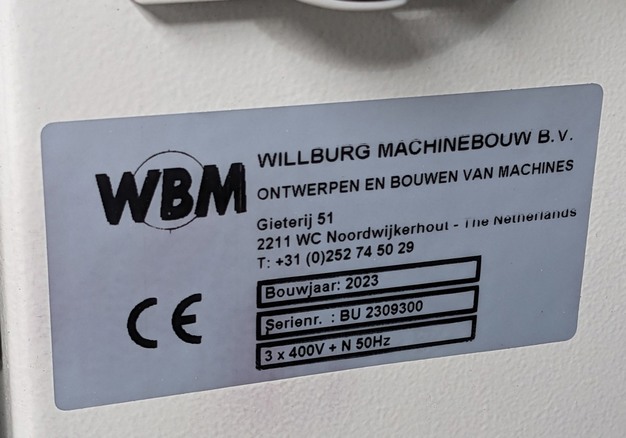 WBM
WILLBURG MACHINEBOUW B.V.
ONTWERPEN EN BOUWEN VAN MACHINES
Gieterij 51
2211 WC Noordwijkerhout - The Netherlands
T: +31 (0)252 74 50 29
Bouwjaar: 2023
Serienr. : BU 2309300
3 x 400V + N 50Hz
CE